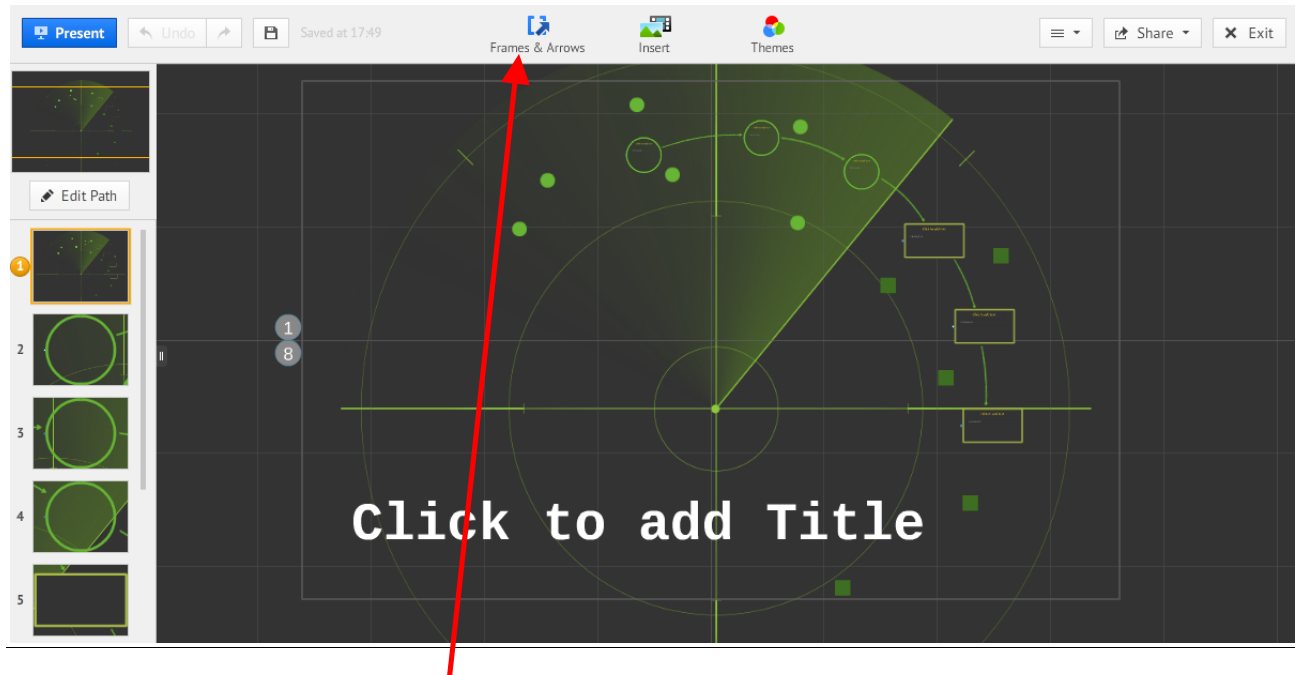 Present Undo Saved at 17:49 Frames & Arrows Insert Themes Share Exit
Edit Path
1
2
3
4
5
1
8
Click to add Title